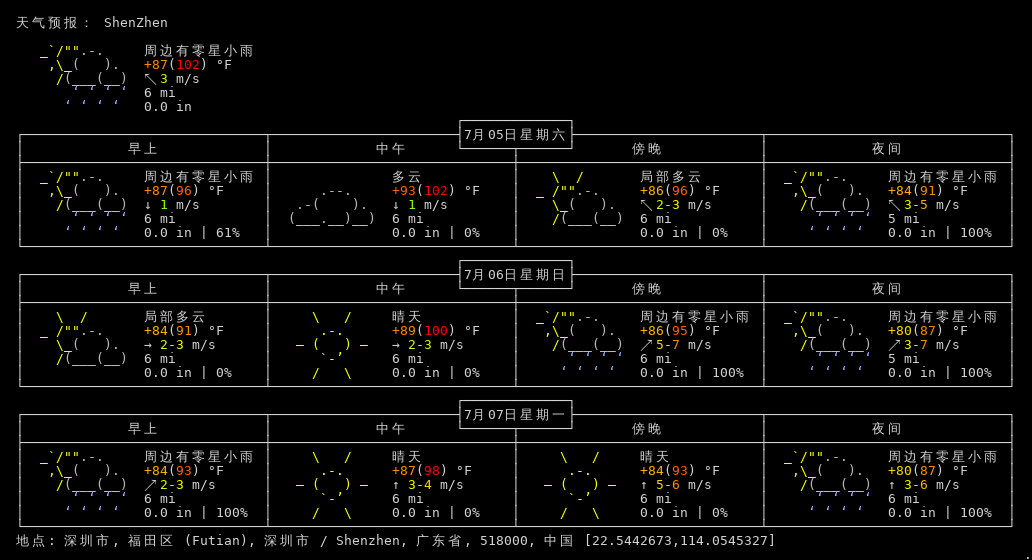 天气预报： ShenZhen
周边有零星小雨
+87(102) °F
↖ 3 m/s
6 mi
0.0 in
7月05日星期六
早上 中午 傍晚 夜间
周边有零星小雨 多云 局部多云 周边有零星小雨
+87(96) °F +93(102) °F +86(96) °F +84(91) °F
↓ 1 m/s ↓ 1 m/s ↖ 2-3 m/s ↖ 3-5 m/s
6 mi 6 mi 6 mi 5 mi
0.0 in | 61% 0.0 in | 0% 0.0 in | 0% 0.0 in | 100%
7月06日星期日
早上 中午 傍晚 夜间
局部多云 晴天 周边有零星小雨 周边有零星小雨
+84(91) °F +89(100) °F +86(95) °F +80(87) °F
→ 2-3 m/s → 2-3 m/s ↗ 5-7 m/s ↗ 3-7 m/s
6 mi 6 mi 6 mi 5 mi
0.0 in | 0% 0.0 in | 0% 0.0 in | 100% 0.0 in | 100%
7月07日星期一
早上 中午 傍晚 夜间
周边有零星小雨 晴天 晴天 周边有零星小雨
+84(93) °F +87(98) °F +84(93) °F +80(87) °F
↗ 2-3 m/s ↑ 3-4 m/s ↑ 5-6 m/s ↑ 3-6 m/s
6 mi 6 mi 6 mi 6 mi
0.0 in | 100% 0.0 in | 0% 0.0 in | 0% 0.0 in | 100%
地点: 深圳市, 福田区 (Futian), 深圳市 / Shenzhen, 广东省, 518000, 中国 [22.5442673,114.0545327]